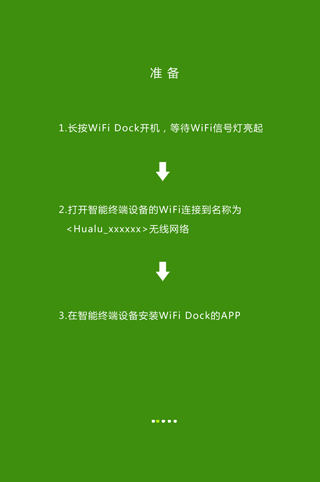 准备
1.长按WiFi Dock开机，等待WiFi信号灯亮起
2.打开智能终端设备的WiFi连接到名称为
<Hualu_xxxxxx>无线网络
3.在智能终端设备安装WiFi Dock的APP